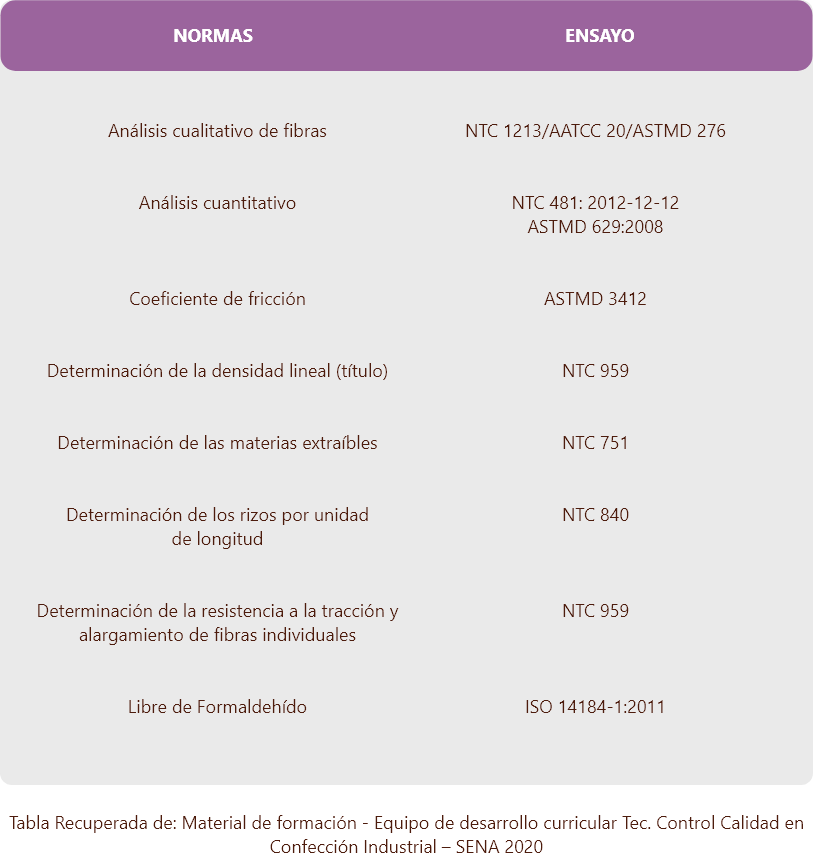 NORMAS ENSAYO
Análisis cualitativo de fibras NTC 1213/AATCC 20/ASTMD 276
Análisis cuantitativo NTC 481: 2012-12-12
ASTMD 629:2008
Coeficiente de fricción ASTMD 3412
Determinación de la densidad lineal (título) NTC 959
Determinación de las materias extraíbles NTC 751
Determinación de los rizos por unidad NTC 840
de longitud
Determinación de la resistencia a la tracción y NTC 959
alargamiento de fibras individuales
Libre de Formaldehído ISO 14184-1:2011
Tabla Recuperada de: Material de formación - Equipo de desarrollo curricular Tec. Control Calidad en
Confección Industrial – SENA 2020